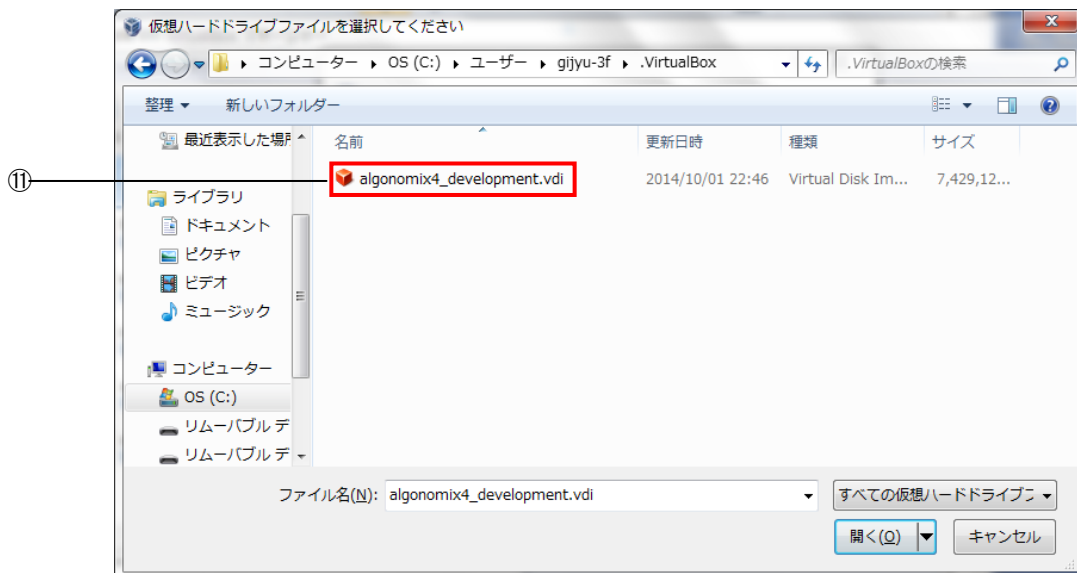 仮想ハードドライブファイルを選択してください
コンピューター ▸ OS (C:) ▸ ユーザー ▸ gijyu-3f ▸ .VirtualBox
.VirtualBoxの検索
整理 新しいフォルダー
最近表示した場所
名前 更新日時 種類 サイズ
⑪ algonomix4_development.vdi 2014/10/01 22:46 Virtual Disk Im... 7,429,12...
ライブラリ
ドキュメント
ピクチャ
ビデオ
ミュージック
コンピューター
OS (C:)
リムーバブル デ
リムーバブル デ
ファイル名(N): algonomix4_development.vdi すべての仮想ハードドライブフ
開く(O) キャンセル